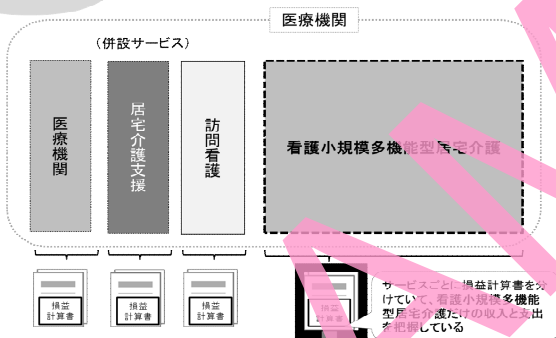 医療機関
（併設サービス）
医療機関
居宅介護支援
訪問看護
看護小規模多機能型居宅介護
損益
計算書
損益
計算書
損益
計算書
損益
計算書
サービスごとに損益計算書を分
けていて、看護小規模多機能
型居宅介護だけの収入と支出
を把握している